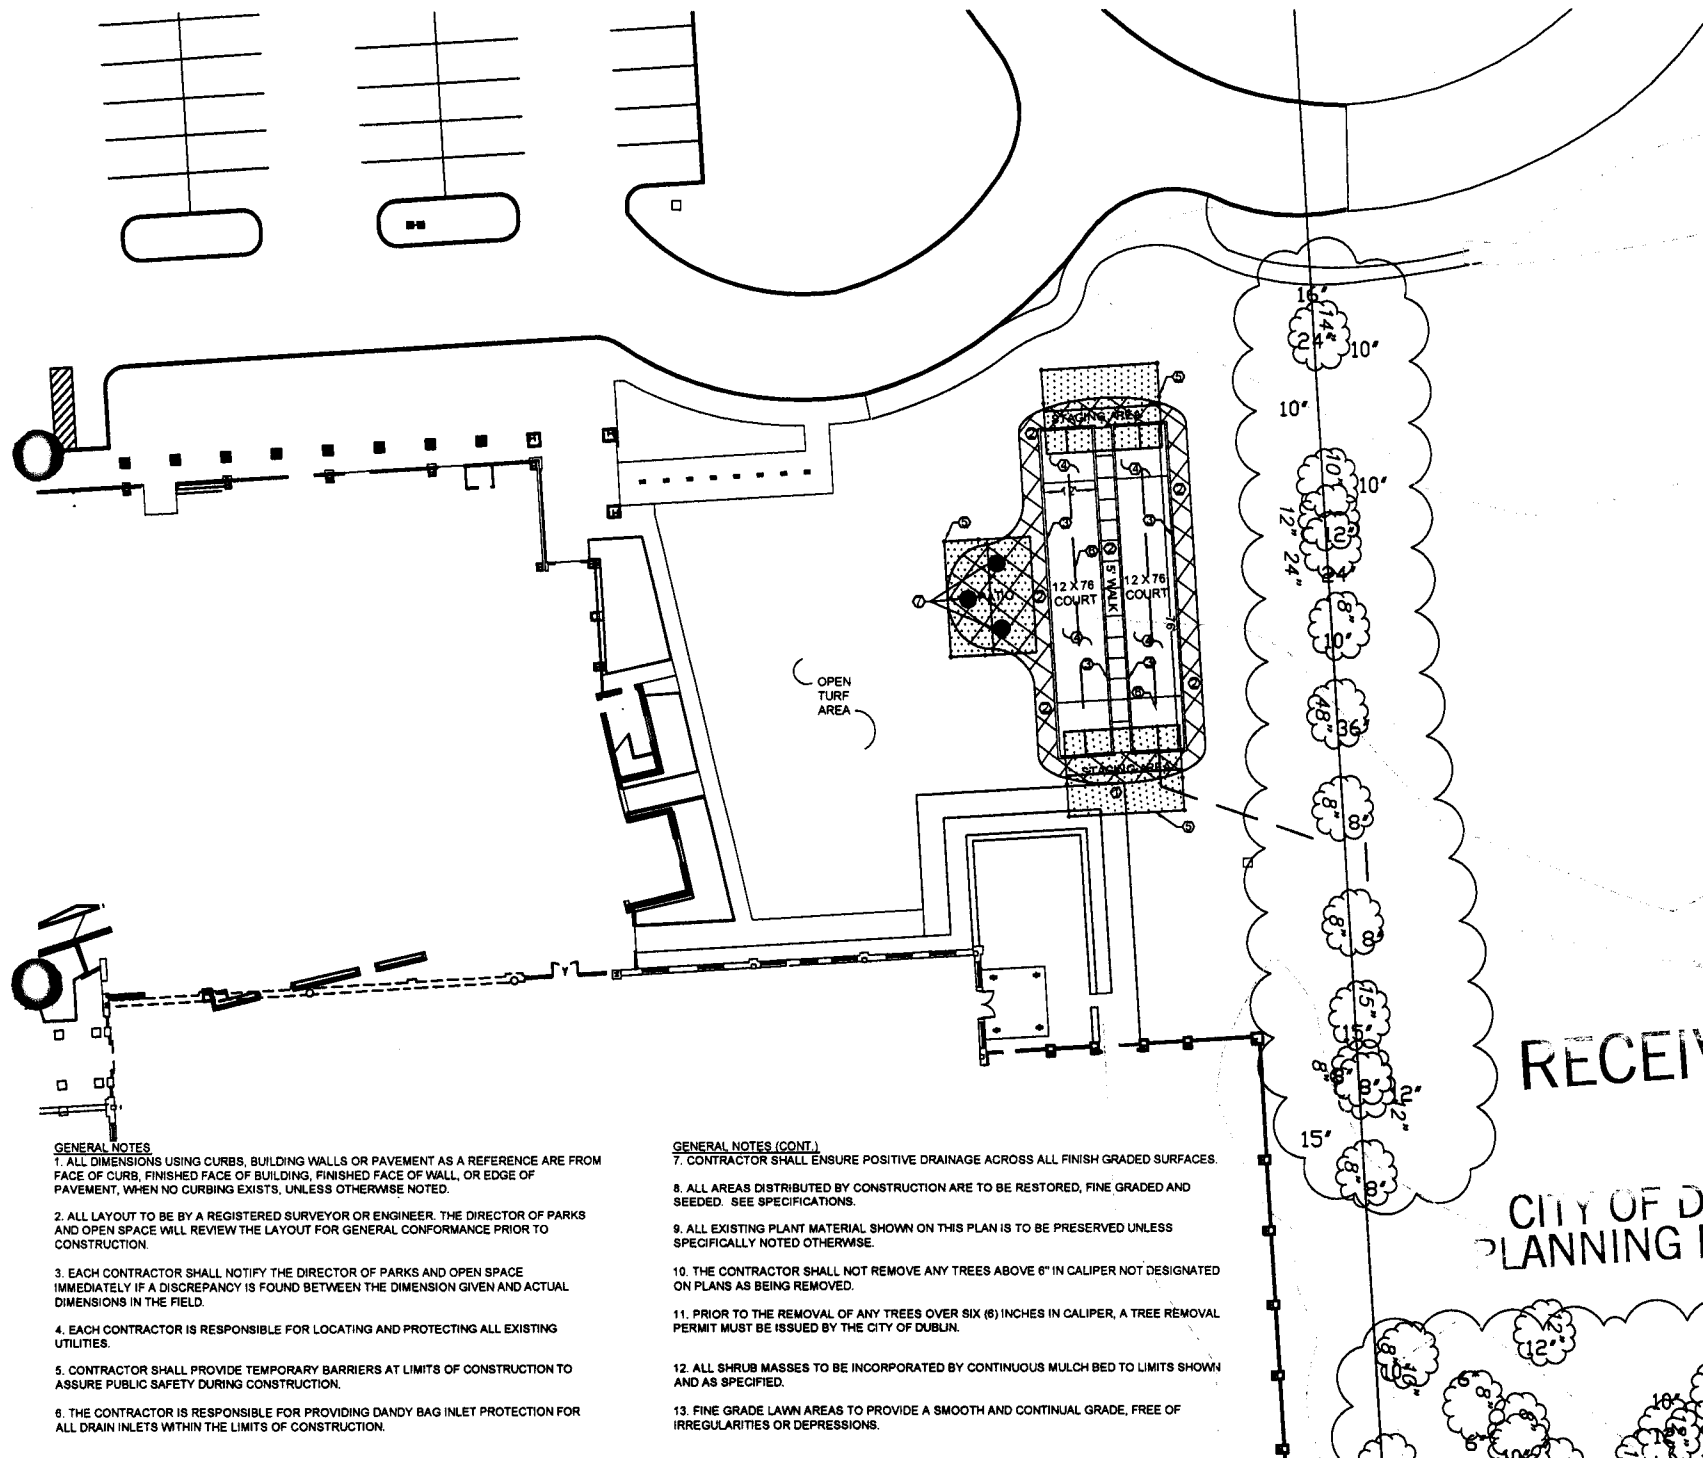 16"
14"
24"
10"
10"
STAGING AREA
10"
10"
12"
12"
24"
24"
12 X 76
COURT
5' WALK
12 X 76
COURT
76
PATIO
8"
10"
OPEN
TURF
AREA
48"
36"
8"
8"
STAGING AREA
8"
8"
15"
15"
8"
8"
8"
12"
12"
15"
8"
8"
RECEIV
CITY OF D
PLANNING
GENERAL NOTES
1. ALL DIMENSIONS USING CURBS, BUILDING WALLS OR PAVEMENT AS A REFERENCE ARE FROM
FACE OF CURB, FINISHED FACE OF BUILDING, FINISHED FACE OF WALL, OR EDGE OF
PAVEMENT, WHEN NO CURBING EXISTS, UNLESS OTHERWISE NOTED.
2. ALL LAYOUT TO BE BY A REGISTERED SURVEYOR OR ENGINEER. THE DIRECTOR OF PARKS
AND OPEN SPACE WILL REVIEW THE LAYOUT FOR GENERAL CONFORMANCE PRIOR TO
CONSTRUCTION.
3. EACH CONTRACTOR SHALL NOTIFY THE DIRECTOR OF PARKS AND OPEN SPACE
IMMEDIATELY IF A DISCREPANCY IS FOUND BETWEEN THE DIMENSION GIVEN AND ACTUAL
DIMENSIONS IN THE FIELD.
4. EACH CONTRACTOR IS RESPONSIBLE FOR LOCATING AND PROTECTING ALL EXISTING
UTILITIES.
5. CONTRACTOR SHALL PROVIDE TEMPORARY BARRIERS AT LIMITS OF CONSTRUCTION TO
ASSURE PUBLIC SAFETY DURING CONSTRUCTION.
6. THE CONTRACTOR IS RESPONSIBLE FOR PROVIDING DANDY BAG INLET PROTECTION FOR
ALL DRAIN INLETS WITHIN THE LIMITS OF CONSTRUCTION.
GENERAL NOTES (CONT.)
7. CONTRACTOR SHALL ENSURE POSITIVE DRAINAGE ACROSS ALL FINISH GRADED SURFACES.
8. ALL AREAS DISTRIBUTED BY CONSTRUCTION ARE TO BE RESTORED, FINE GRADED AND
SEEDED. SEE SPECIFICATIONS.
9. ALL EXISTING PLANT MATERIAL SHOWN ON THIS PLAN IS TO BE PRESERVED UNLESS
SPECIFICALLY NOTED OTHERWISE.
10. THE CONTRACTOR SHALL NOT REMOVE ANY TREES ABOVE 6" IN CALIPER NOT DESIGNATED
ON PLANS AS BEING REMOVED.
11. PRIOR TO THE REMOVAL OF ANY TREES OVER SIX (6) INCHES IN CALIPER, A TREE REMOVAL
PERMIT MUST BE ISSUED BY THE CITY OF DUBLIN.
12. ALL SHRUB MASSES TO BE INCORPORATED BY CONTINUOUS MULCH BED TO LIMITS SHOWN
AND AS SPECIFIED.
13. FINE GRADE LAWN AREAS TO PROVIDE A SMOOTH AND CONTINUAL GRADE, FREE OF
IRREGULARITIES OR DEPRESSIONS.
12"
12"
8"
10"
6"
8"
6"
8"
10"